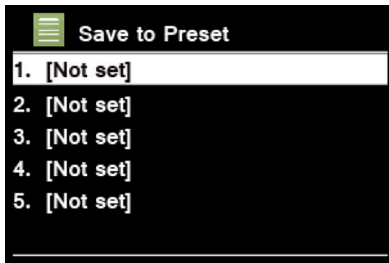 Save to Preset
1. [Not set]
2. [Not set]
3. [Not set]
4. [Not set]
5. [Not set]